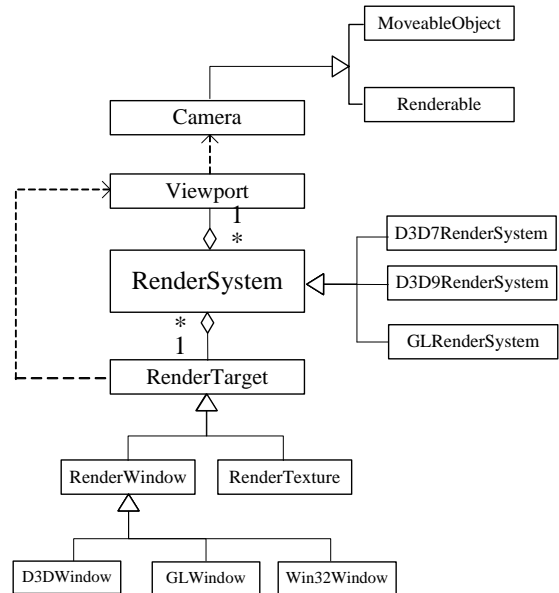 MoveableObject
Renderable
Camera
Viewport
1
*
RenderSystem
D3D7RenderSystem
D3D9RenderSystem
GLRenderSystem
*
1
RenderTarget
RenderWindow
RenderTexture
D3DWindow
GLWindow
Win32Window